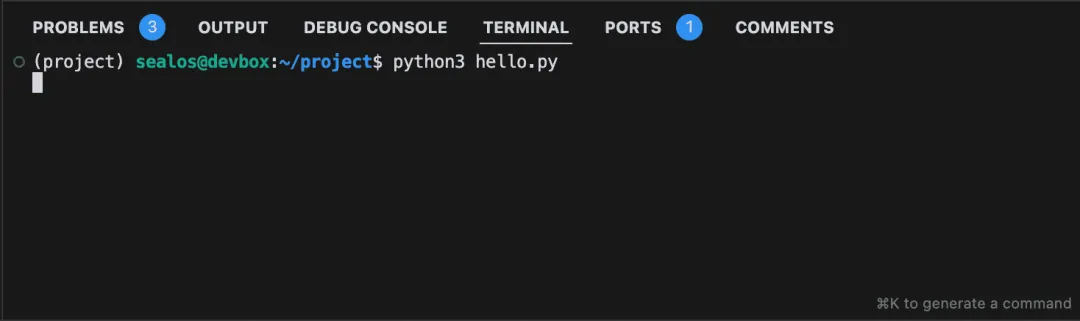 PROBLEMS 3 OUTPUT DEBUG CONSOLE TERMINAL PORTS 1 COMMENTS
(project) sealos@devbox:~/project$ python3 hello.py
⌘K to generate a command